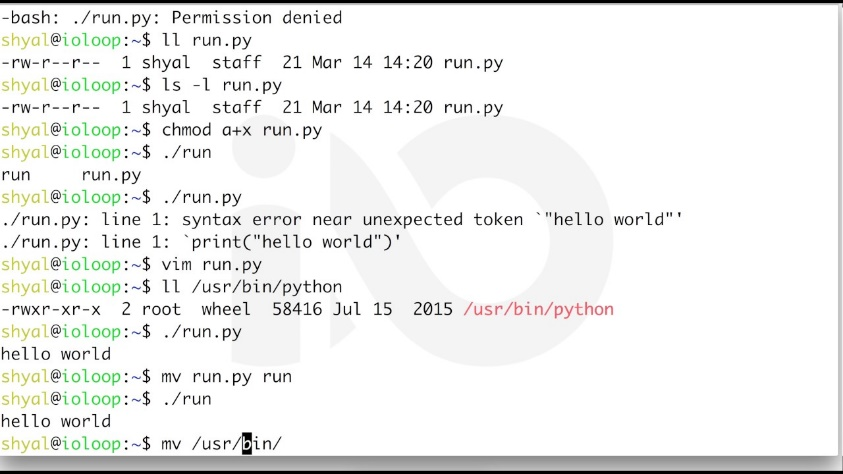 -bash: ./run.py: Permission denied
shyal@ioloop:~$ ll run.py
-rw-r--r--  1 shyal  staff  21 Mar 14 14:20 run.py
shyal@ioloop:~$ ls -l run.py
-rw-r--r--  1 shyal  staff  21 Mar 14 14:20 run.py
shyal@ioloop:~$ chmod a+x run.py
shyal@ioloop:~$ ./run
run     run.py
shyal@ioloop:~$ ./run.py
./run.py: line 1: syntax error near unexpected token `"hello world"'
./run.py: line 1: `print("hello world")'
shyal@ioloop:~$ vim run.py
shyal@ioloop:~$ ll /usr/bin/python
-rwxr-xr-x  2 root  wheel  58416 Jul 15  2015 /usr/bin/python
shyal@ioloop:~$ ./run.py
hello world
shyal@ioloop:~$ mv run.py run
shyal@ioloop:~$ ./run
hello world
shyal@ioloop:~$ mv /usr/bin/